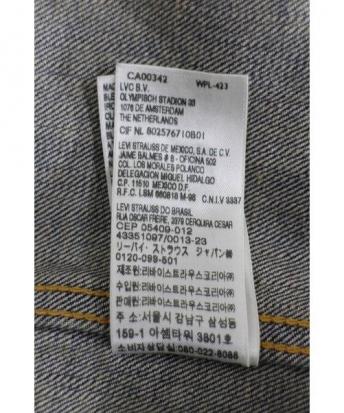 CA00342 WPL-423
LVC B.V.
OLYMPISCH STADION 33
1076 DE AMSTERDAM
THE NETHERLANDS
CIF NL 802576710B01
LEVI STRAUSS DE MEXICO, S.A. DE C.V.
JAIME BALMES # 8 - OFICINA 502
COL. LOS MORALES POLANCO
DELEGACION MIGUEL HIDALGO
C.P. 11510 MEXICO D.F.
R.F.C. LSM 860818 M-98 C.N.I.V 3337
LEVI STRAUSS DO BRASIL
RUA OSCAR FREIRE, 3379 CERQUIRA CESAR
CEP 05409-012
43351097/0013-23
リーバイ・ストラウス ジャパン㈱
0120-099-501
제조원:리바이스트라우스코리아㈜
수입원:리바이스트라우스코리아㈜
판매원:리바이스트라우스코리아㈜
주 소:서울시 강남구 삼성동
159-1 아셈타워 3801호
소비자상담실:080-022-8088